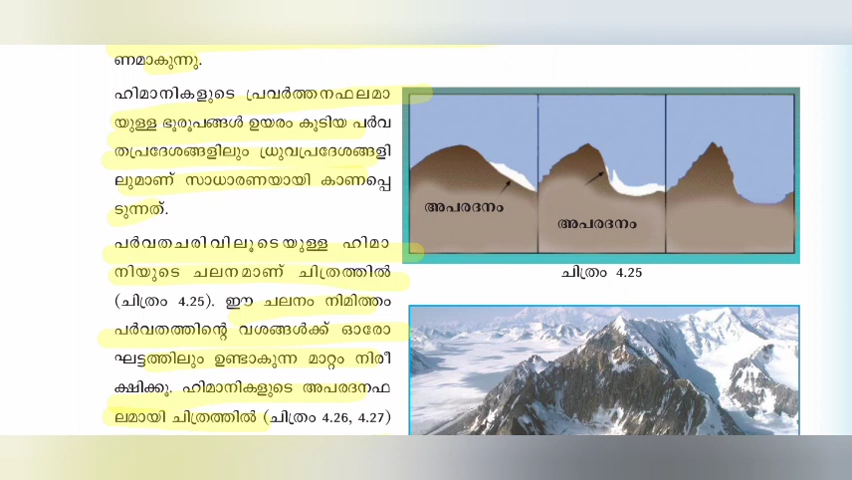 ണമാകുന്നു.
ഹിമാനികളുടെ പ്രവർത്തനഫലമാ
യുള്ള ഭൂരൂപങ്ങൾ ഉയരം കൂടിയ പർവ
തപ്രദേശങ്ങളിലും ധ്രുവപ്രദേശങ്ങളി
ലുമാണ് സാധാരണയായി കാണപ്പെ
ടുന്നത്.
പർവതചരിവിലൂടെയുള്ള ഹിമാ
നിയുടെ ചലനമാണ് ചിത്രത്തിൽ
(ചിത്രം 4.25). ഈ ചലനം നിമിത്തം
പർവതത്തിന്റെ വശങ്ങൾക്ക് ഓരോ
ഘട്ടത്തിലും ഉണ്ടാകുന്ന മാറ്റം നിരീ
ക്ഷിക്കൂ. ഹിമാനികളുടെ അപരദനഫ
ലമായി ചിത്രത്തിൽ (ചിത്രം 4.26, 4.27)
അപരദനം
അപരദനം
ചിത്രം 4.25